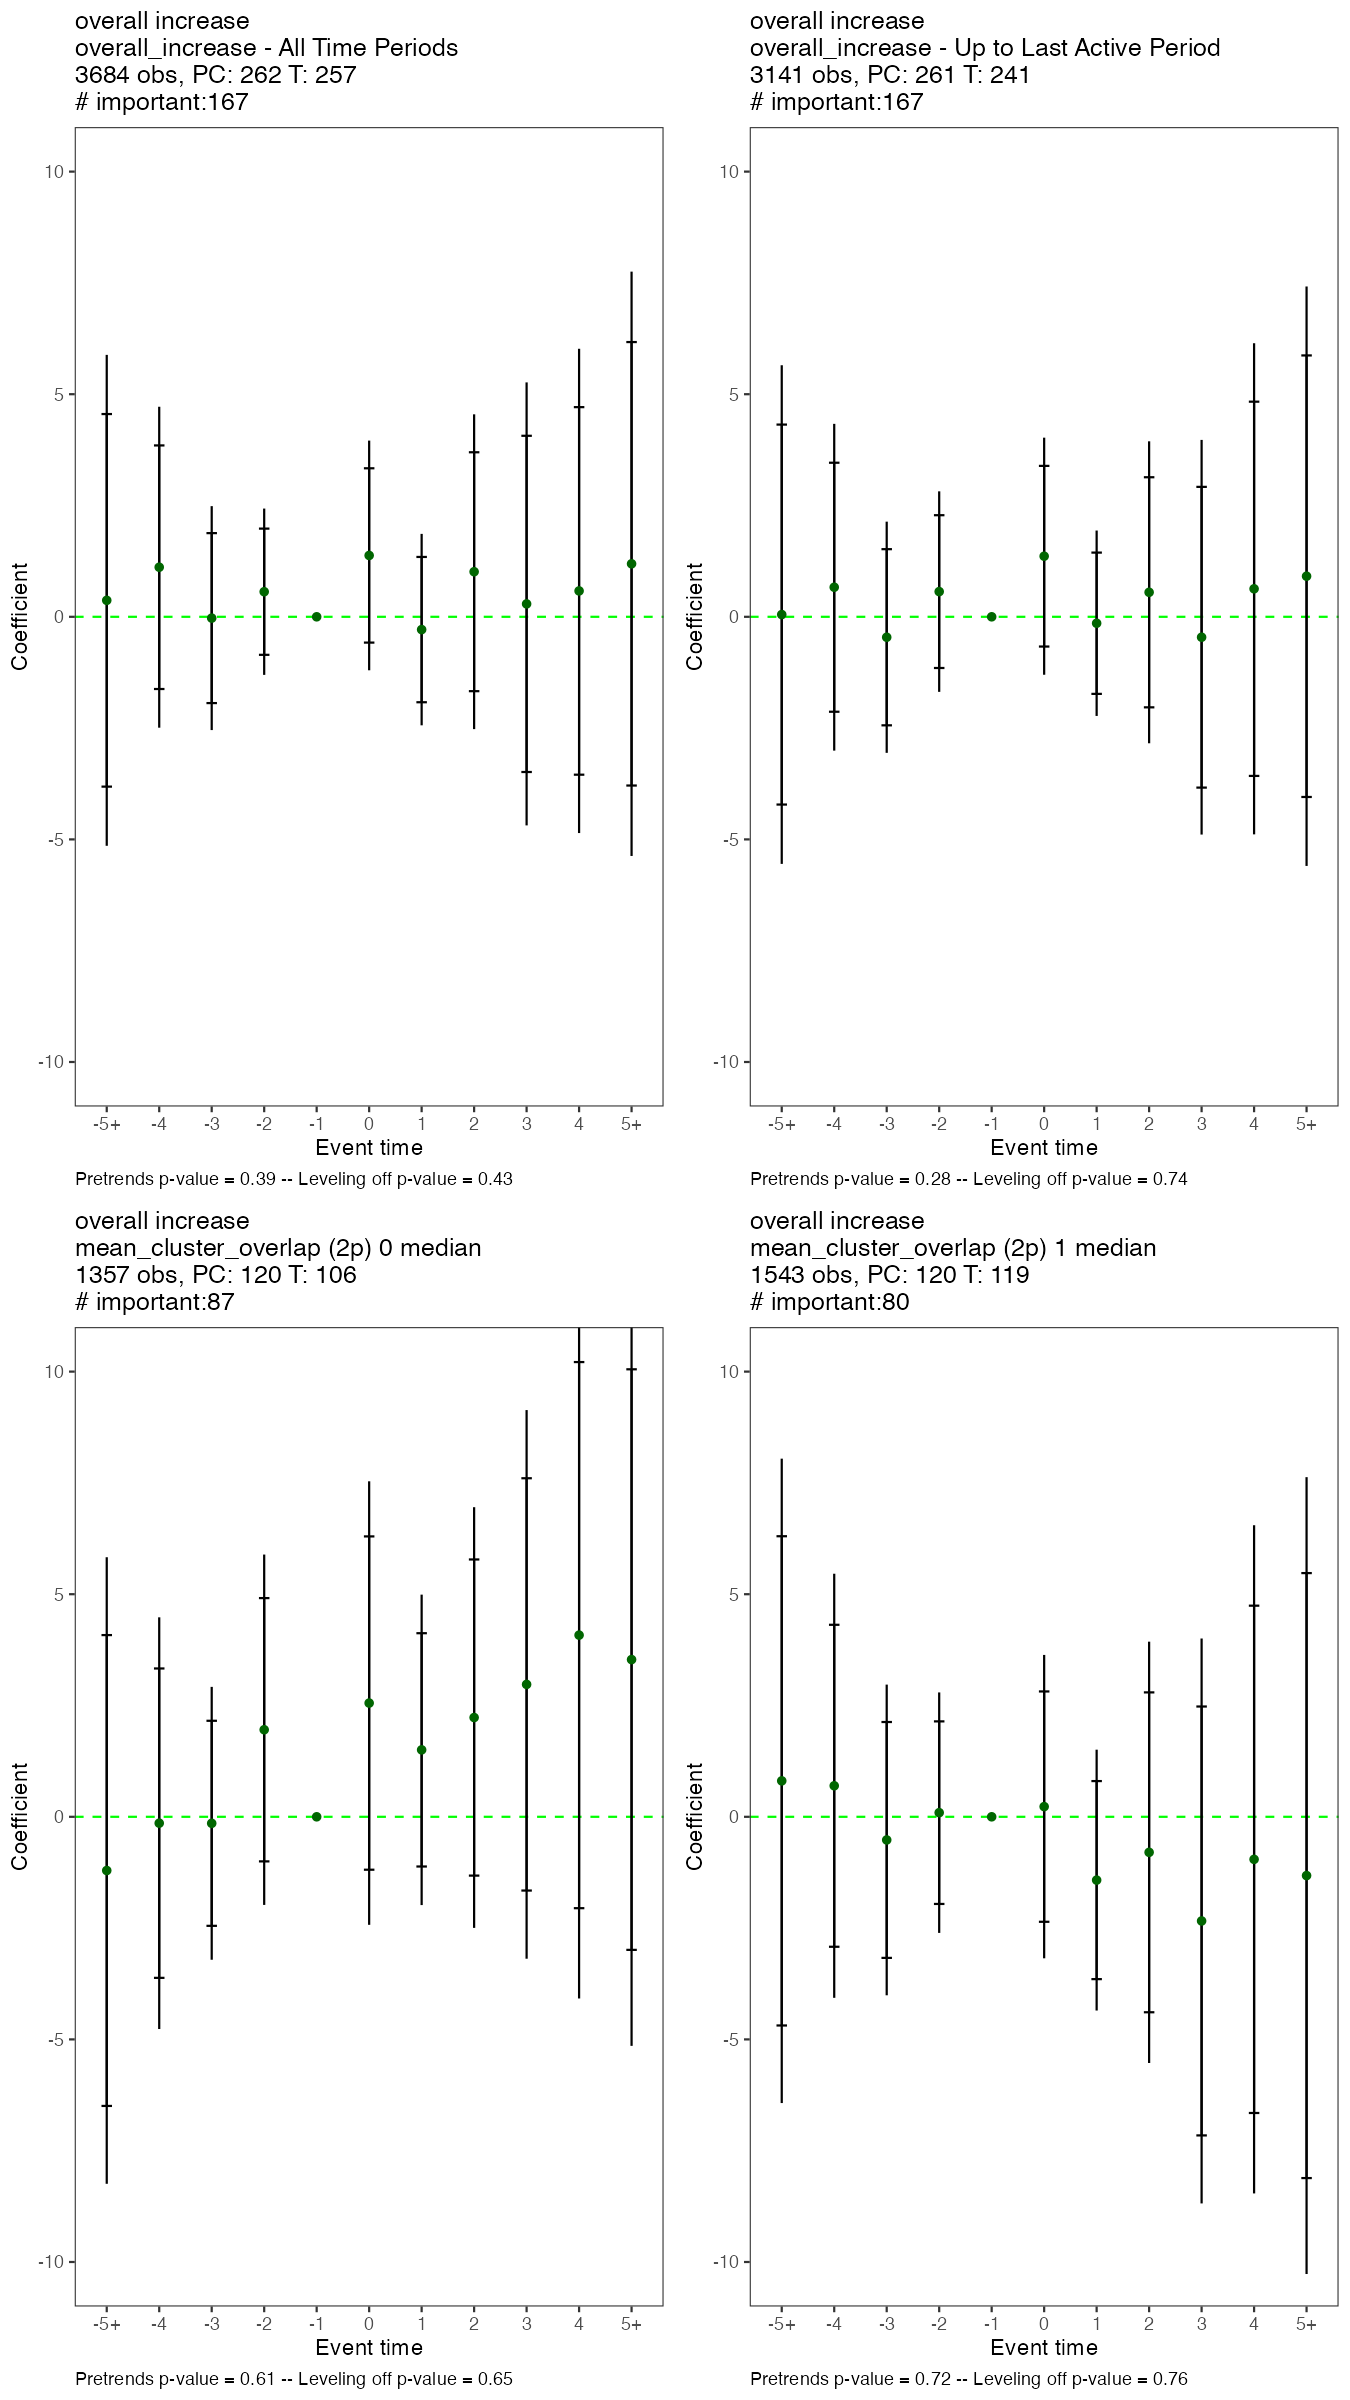 overall increase
overall_increase - All Time Periods
3684 obs, PC: 262 T: 257
# important:167
10
5
0
-5
-10
Coefficient
-5+ -4 -3 -2 -1 0 1 2 3 4 5+
Event time
Pretrends p-value = 0.39 -- Leveling off p-value = 0.43
overall increase
overall_increase - Up to Last Active Period
3141 obs, PC: 261 T: 241
# important:167
10
5
0
-5
-10
Coefficient
-5+ -4 -3 -2 -1 0 1 2 3 4 5+
Event time
Pretrends p-value = 0.28 -- Leveling off p-value = 0.74
overall increase
mean_cluster_overlap (2p) 0 median
1357 obs, PC: 120 T: 106
# important:87
10
5
0
-5
-10
Coefficient
-5+ -4 -3 -2 -1 0 1 2 3 4 5+
Event time
Pretrends p-value = 0.61 -- Leveling off p-value = 0.65
overall increase
mean_cluster_overlap (2p) 1 median
1543 obs, PC: 120 T: 119
# important:80
10
5
0
-5
-10
Coefficient
-5+ -4 -3 -2 -1 0 1 2 3 4 5+
Event time
Pretrends p-value = 0.72 -- Leveling off p-value = 0.76